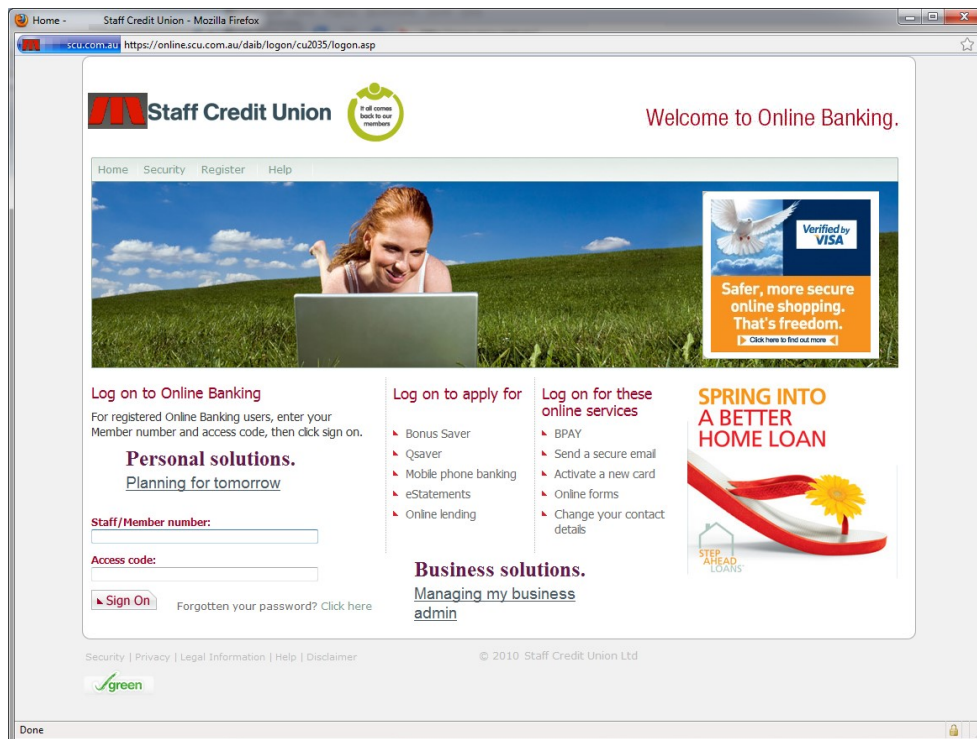 Home - Staff Credit Union - Mozilla Firefox
scu.com.au https://online.scu.com.au/daib/logon/cu2035/logon.asp
Staff Credit Union
It all comes
back to our
members
Welcome to Online Banking.
Home Security Register Help
Verified by
VISA
Safer, more secure
online shopping.
That's freedom.
Click here to find out more
Log on to Online Banking
For registered Online Banking users, enter your
Member number and access code, then click sign on.
Personal solutions.
Planning for tomorrow
Staff/Member number:
Access code:
Sign On
Forgotten your password? Click here
Log on to apply for
Bonus Saver
Qsaver
Mobile phone banking
eStatements
Online lending
Log on for these
online services
BPAY
Send a secure email
Activate a new card
Online forms
Change your contact
details
Business solutions.
Managing my business
admin
SPRING INTO
A BETTER
HOME LOAN
STEP
AHEAD
LOANS
Security | Privacy | Legal Information | Help | Disclaimer
© 2010 Staff Credit Union Ltd
green
Done